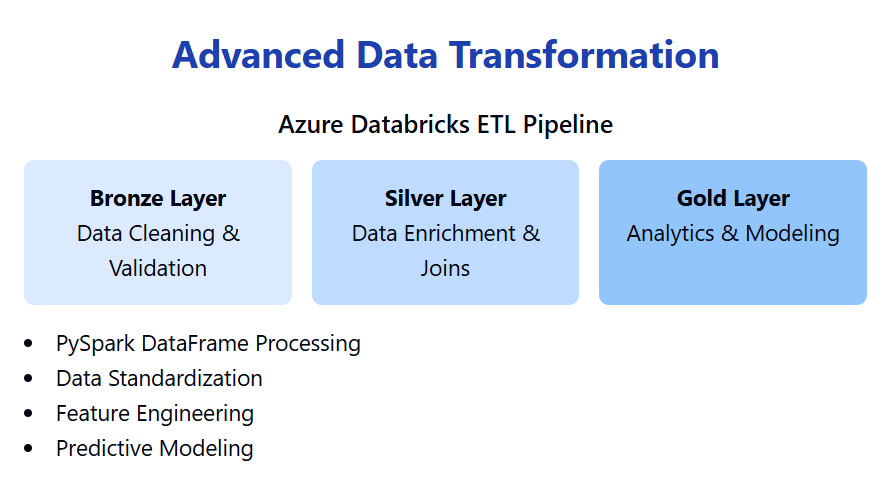 Advanced Data Transformation
Azure Databricks ETL Pipeline
Bronze Layer
Data Cleaning &
Validation
Silver Layer
Data Enrichment &
Joins
Gold Layer
Analytics & Modeling
• PySpark DataFrame Processing
• Data Standardization
• Feature Engineering
• Predictive Modeling